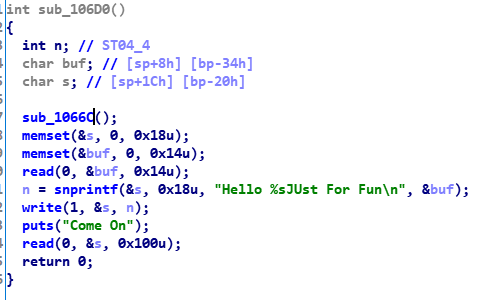 int sub_106D0()
{
int n; // ST04_4
char buf; // [sp+8h] [bp-34h]
char s; // [sp+1Ch] [bp-20h]
sub_1066C();
memset(&s, 0, 0x18u);
memset(&buf, 0, 0x14u);
read(0, &buf, 0x14u);
n = snprintf(&s, 0x18u, "Hello %sJUst For Fun\n", &buf);
write(1, &s, n);
puts("Come On");
read(0, &s, 0x100u);
return 0;
}